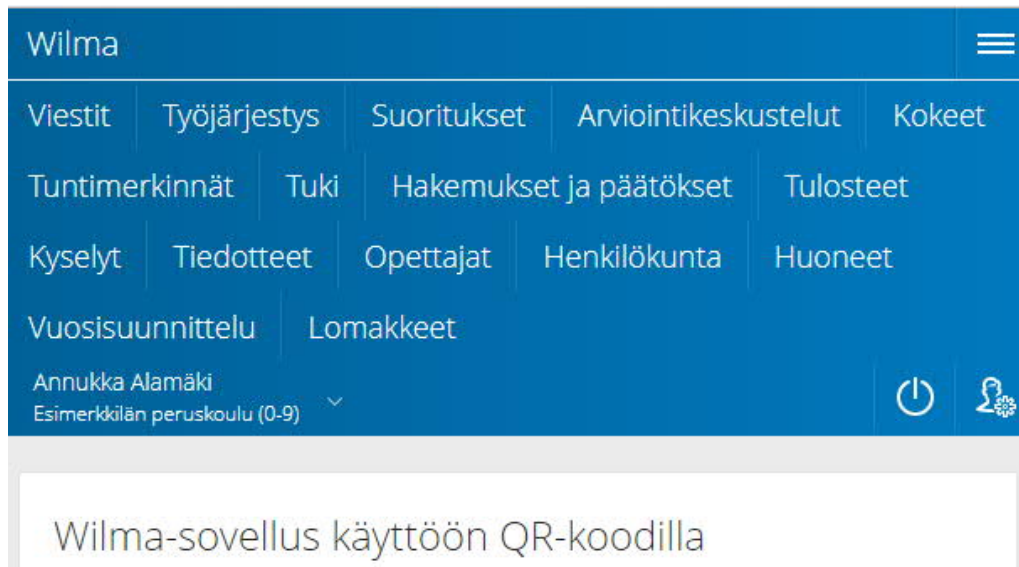 Wilma
Viestit Työjärjestys Suoritukset Arviointikeskustelut Kokeet
Tuntimerkinnät Tuki Hakemukset ja päätökset Tulosteet
Kyselyt Tiedotteet Opettajat Henkilökunta Huoneet
Vuosisuunnittelu Lomakkeet
Annukka Alamäki
Esimerkkilän peruskoulu (0-9)
Wilma-sovellus käyttöön QR-koodilla